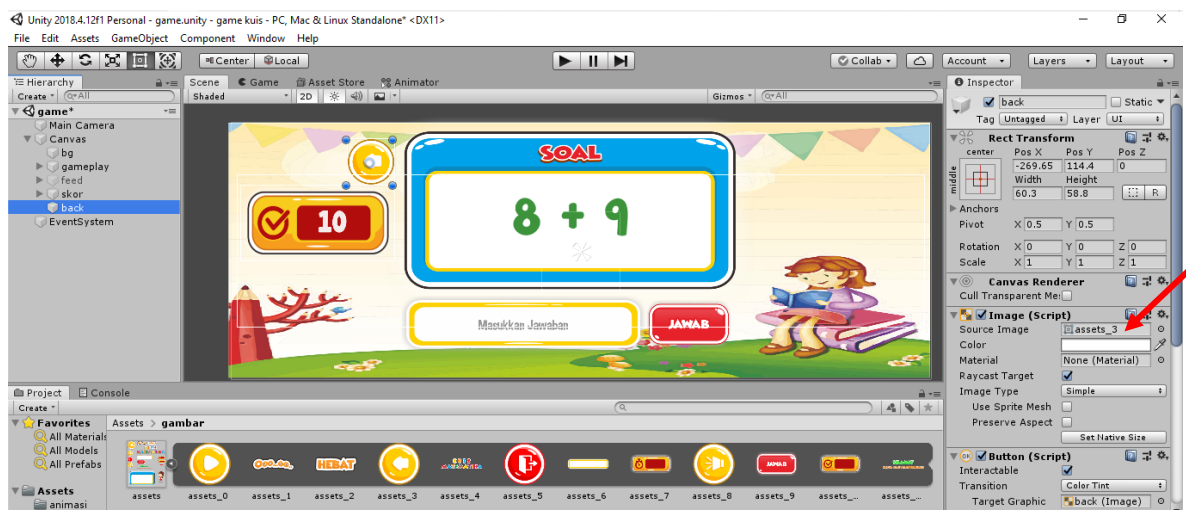 Unity 2018.4.12f1 Personal - game.unity - game kuis - PC, Mac & Linux Standalone* <DX11>
File Edit Assets GameObject Component Window Help
Center Local Collab Account Layers Layout
Hierarchy
Create All
game*
Main Camera
Canvas
bg
gameplay
feed
skor
back
EventSystem
Scene Game Asset Store Animator
Shaded 2D Gizmos All
SOAL
8 + 9
10
Masukkan Jawaban
JAWAB
Inspector
back Static
Tag Untagged Layer UI
Rect Transform
center Pos X Pos Y Pos Z
middle -269.65 114.4 0
Width Height
60.3 58.8 R
Anchors
Pivot X 0.5 Y 0.5
Rotation X 0 Y 0 Z 0
Scale X 1 Y 1 Z 1
Canvas Renderer
Cull Transparent Me
Image (Script)
Source Image assets_3
Color
Material None (Material)
Raycast Target
Image Type Simple
Use Sprite Mesh
Preserve Aspect
Set Native Size
Button (Script)
Interactable
Transition Color Tint
Target Graphic back (Image)
Project Console
Create
Favorites
All Materials
All Models
All Prefabs
Assets
animasi
Assets > gambar
HEBAT
JAWAB
assets assets_0 assets_1 assets_2 assets_3 assets_4 assets_5 assets_6 assets_7 assets_8 assets_9 assets_... assets_...